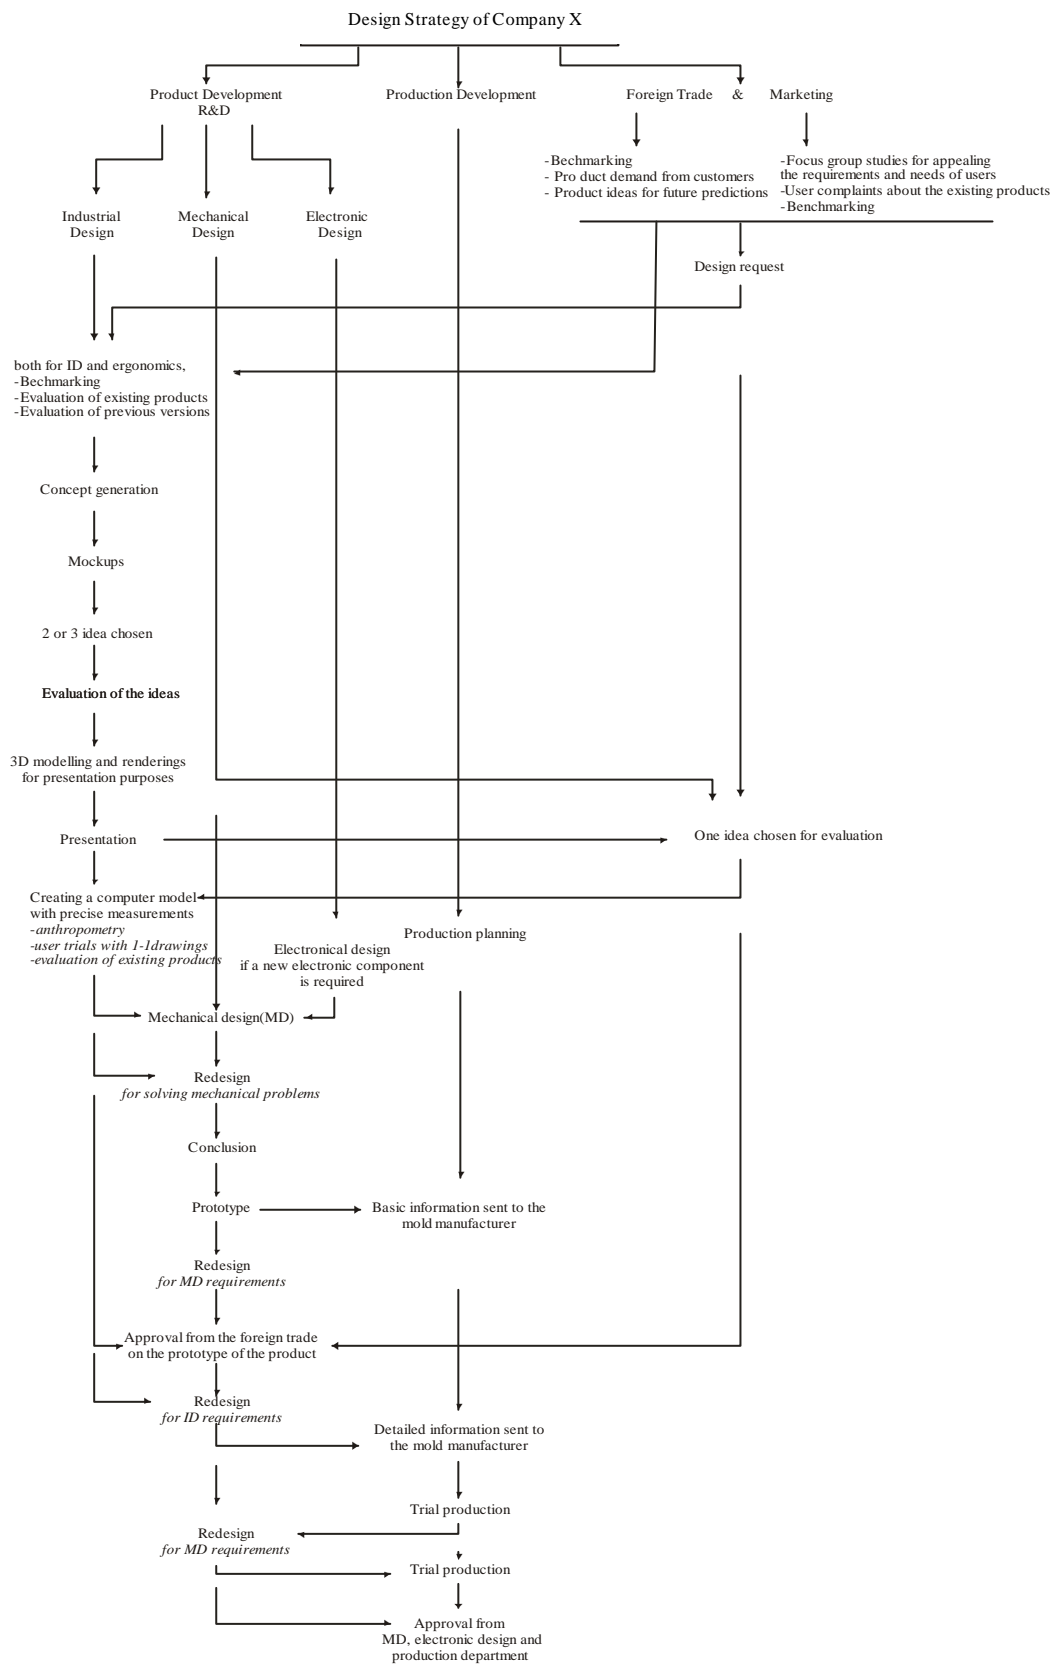 Design Strategy of Company X
Product Development
R&D
Production Development
Foreign Trade & Marketing
-Bechmarking
- Pro duct demand from customers
- Product ideas for future predictions
-Focus group studies for appealing
the requirements and needs of users
-User complaints about the existing products
-Benchmarking
Industrial
Design
Mechanical
Design
Electronic
Design
Design request
both for ID and ergonomics,
-Bechmarking
-Evaluation of existing products
-Evaluation of previous versions
Concept generation
Mockups
2 or 3 idea chosen
Evaluation of the ideas
3D modelling and renderings
for presentation purposes
Presentation
One idea chosen for evaluation
Creating a computer model
with precise measurements
-anthropometry
-user trials with 1-1drawings
-evaluation of existing products
Electronical design
if a new electronic component
is required
Production planning
Mechanical design(MD)
Redesign
for solving mechanical problems
Conclusion
Prototype
Basic information sent to the
mold manufacturer
Redesign
for MD requirements
Approval from the foreign trade
on the prototype of the product
Redesign
for ID requirements
Detailed information sent to
the mold manufacturer
Trial production
Redesign
for MD requirements
Trial production
Approval from
MD, electronic design and
production department